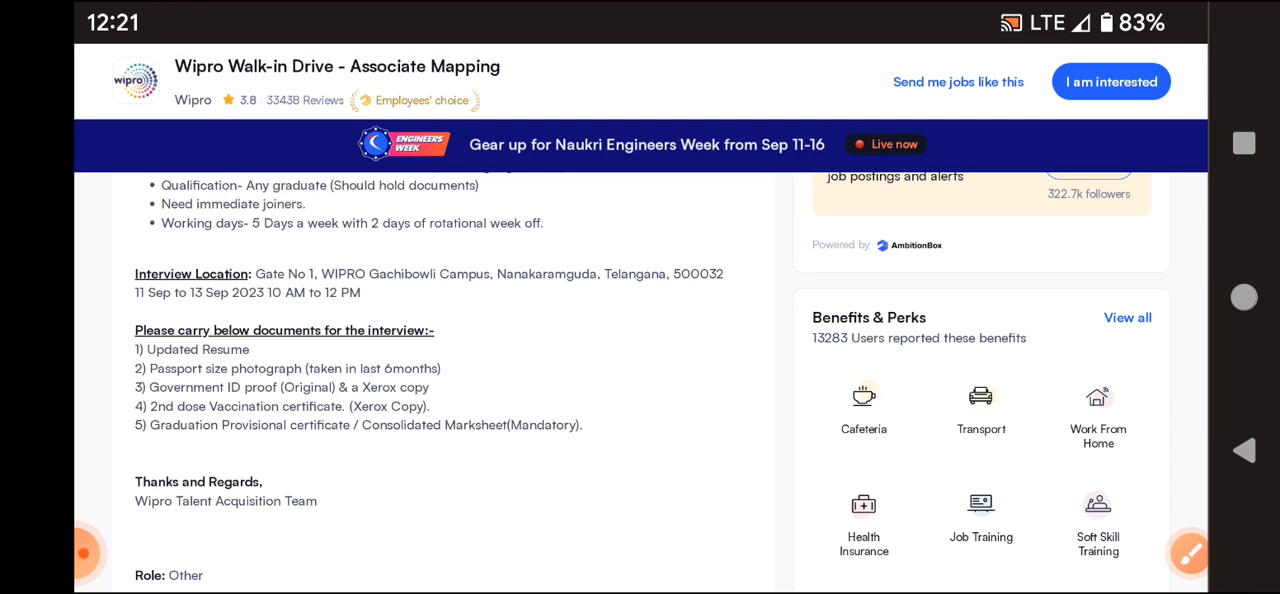 12:21
LTE 83%
Wipro Walk-in Drive - Associate Mapping
wipro
Wipro 3.8 33438 Reviews Employees' choice
Send me jobs like this
I am interested
ENGINEERS WEEK
Gear up for Naukri Engineers Week from Sep 11-16
Live now
• Qualification- Any graduate (Should hold documents)
• Need immediate joiners.
• Working days- 5 Days a week with 2 days of rotational week off.
Interview Location: Gate No 1, WIPRO Gachibowli Campus, Nanakaramguda, Telangana, 500032
11 Sep to 13 Sep 2023 10 AM to 12 PM
Please carry below documents for the interview:-
1) Updated Resume
2) Passport size photograph (taken in last 6months)
3) Government ID proof (Original) & a Xerox copy
4) 2nd dose Vaccination certificate. (Xerox Copy).
5) Graduation Provisional certificate / Consolidated Marksheet(Mandatory).
Thanks and Regards,
Wipro Talent Acquisition Team
Role: Other
job postings and alerts
322.7k followers
Powered by AmbitionBox
Benefits & Perks
View all
13283 Users reported these benefits
Cafeteria
Transport
Work From
Home
Health
Insurance
Job Training
Soft Skill
Training